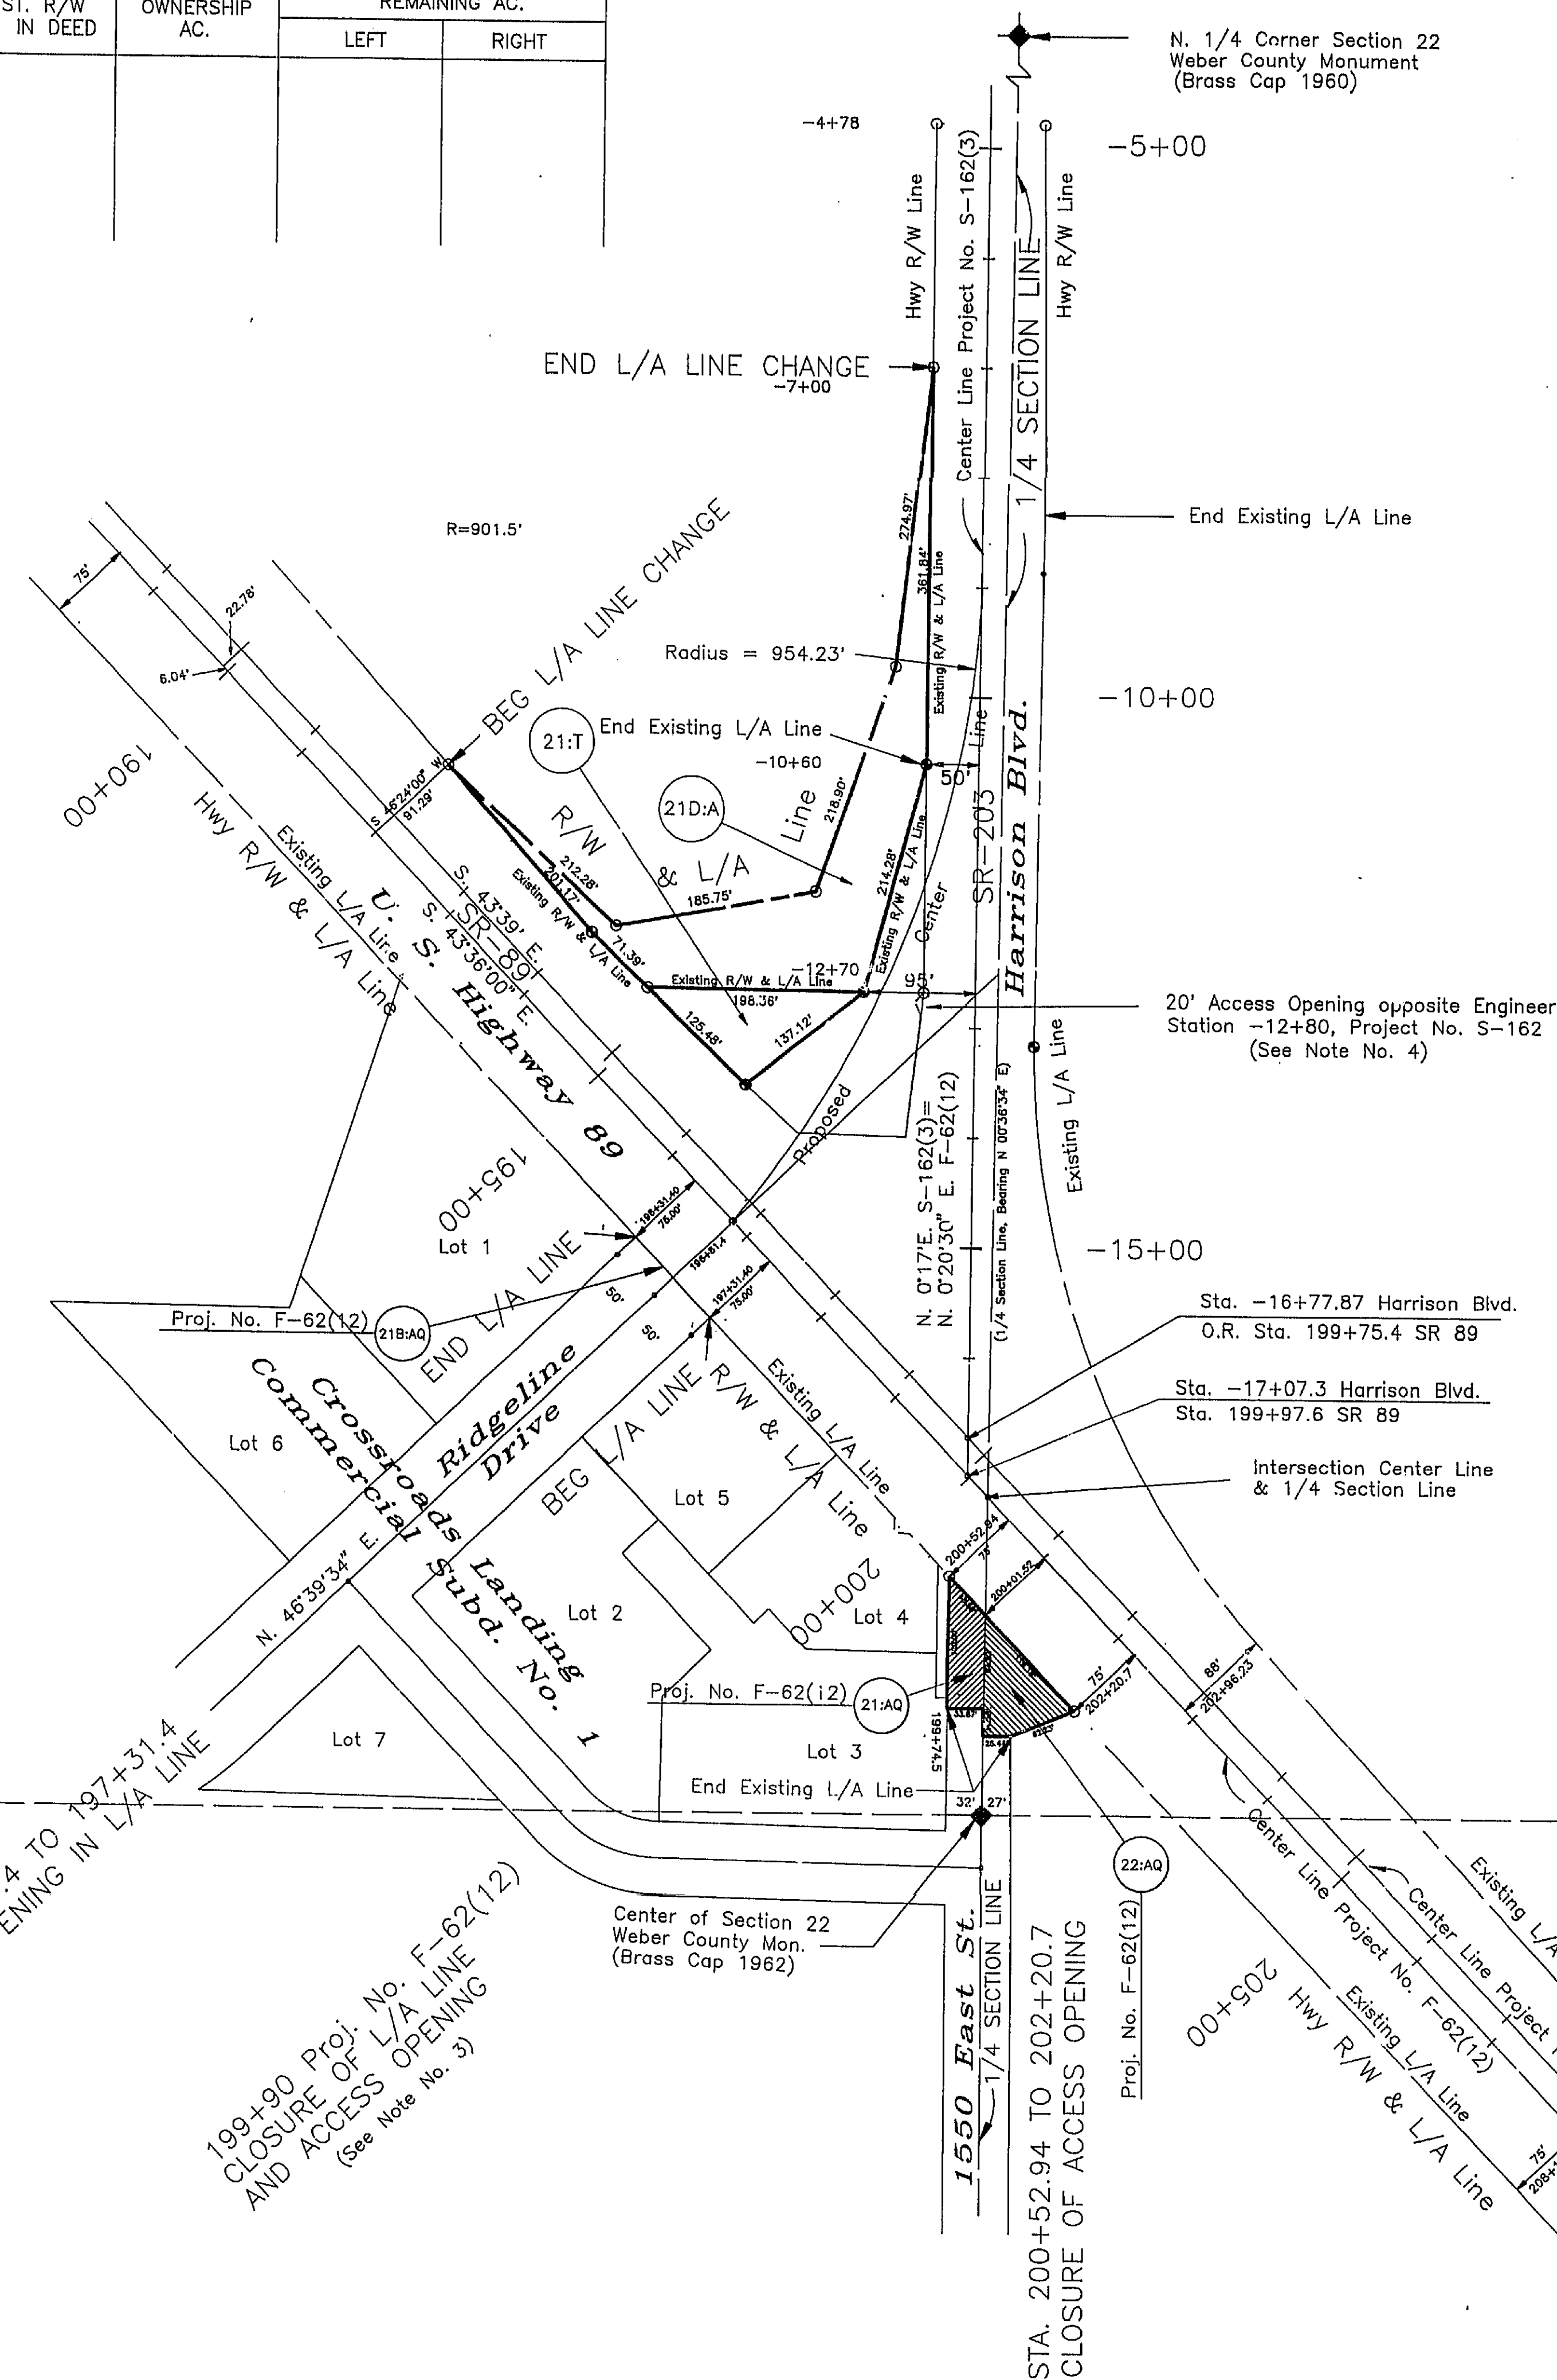 ST. R/W
IN DEED
OWNERSHIP
AC.
REMAINING AC.
LEFT
RIGHT
N. 1/4 Corner Section 22
Weber County Monument
(Brass Cap 1960)
-4+78
-5+00
Hwy R/W Line
Center Line Project No. S-162(3)
1/4 SECTION LINE
Hwy R/W Line
END L/A LINE CHANGE
-7+00
274.97'
361.84'
Existing R/W & L/A Line
End Existing L/A Line
R=901.5'
75'
22.78'
6.04'
BEG L/A LINE CHANGE
Radius = 954.23'
-10+00
21:T
End Existing L/A Line
-10+60
50'
21D:A
218.90'
R/W
& L/A
Line
185.75'
212.28'
201.17'
Existing R/W & L/A Line
71.39'
S 46°24'00" W
91.29'
190+00
Hwy R/W & L/A Line
Existing L/A Line
U. S. Highway 89
S. 43°39' E.
SR-89
S. 43°36'00" E.
214.28'
Existing R/W & L/A Line
Proposed
Center
Line
SR-203
Harrison Blvd.
Existing R/W & L/A Line
-12+70
198.36'
95'
125.48'
137.12'
20' Access Opening opposite Engineer
Station -12+80, Project No. S-162
(See Note No. 4)
Existing L/A Line
N. 0°17'E. S-162(3)=
N. 0°20'30" E. F-62(12)
(1/4 Section Line, Bearing N 00°36'34" E)
-15+00
195+00
Lot 1
END L/A LINE
196+31.40
75.00'
196+81.4
197+31.40
75.00'
50'
50'
Proj. No. F-62(12)
21B:AQ
Sta. -16+77.87 Harrison Blvd.
O.R. Sta. 199+75.4 SR 89
Sta. -17+07.3 Harrison Blvd.
Sta. 199+97.6 SR 89
Intersection Center Line
& 1/4 Section Line
Ridgeline
Drive
BEG L/A LINE
R/W & L/A Line
Existing L/A Line
Lot 6
Crossroads Landing
Commercial Subd. No. 1
Lot 5
N. 46°39'34" E.
Lot 2
200+00
Lot 4
200+52.94
75'
200+01.52
75'
202+20.7
88'
202+96.23
Proj. No. F-62(12)
21:AQ
33.87'
Lot 7
Lot 3
199+74.5
End Existing L/A Line
32'
27'
22:AQ
Proj. No. F-62(12)
.4 TO 197+31.4
ENING IN L/A LINE
Center of Section 22
Weber County Mon.
(Brass Cap 1962)
199+90 Proj. No. F-62(12)
CLOSURE OF L/A LINE
AND ACCESS OPENING
(See Note No. 3)
1550 East St.
1/4 SECTION LINE
STA. 200+52.94 TO 202+20.7
CLOSURE OF ACCESS OPENING
Center Line Project No. F-62(12)
Center Line Project
Existing L/A
205+00
Hwy R/W & L/A Line
Existing L/A Line
75'